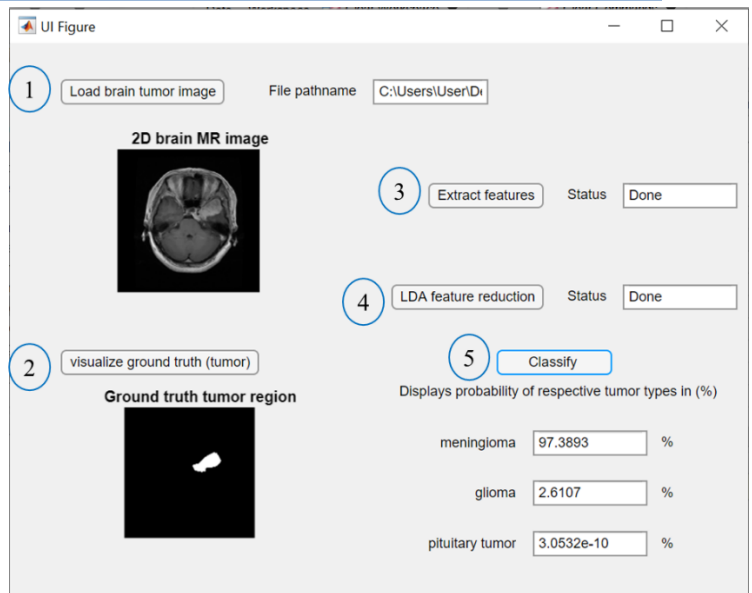 UI Figure
1
Load brain tumor image
File pathname
C:\Users\User\De
2D brain MR image
3
Extract features
Status
Done
4
LDA feature reduction
Status
Done
2
visualize ground truth (tumor)
5
Classify
Displays probability of respective tumor types in (%)
Ground truth tumor region
meningioma
97.3893
%
glioma
2.6107
%
pituitary tumor
3.0532e-10
%